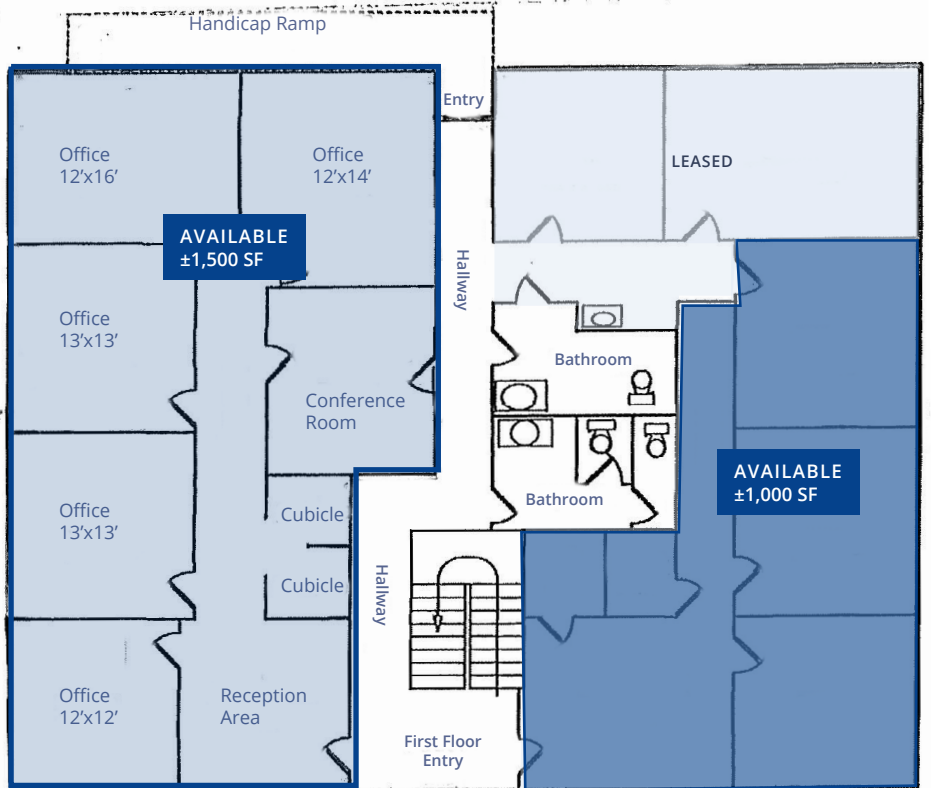 Handicap Ramp
Entry
Office
12'x16'
Office
12'x14'
LEASED
AVAILABLE
±1,500 SF
Hallway
Office
13'x13'
Bathroom
Conference
Room
AVAILABLE
±1,000 SF
Office
13'x13'
Cubicle
Bathroom
Cubicle
Hallway
Office
12'x12'
Reception
Area
First Floor
Entry